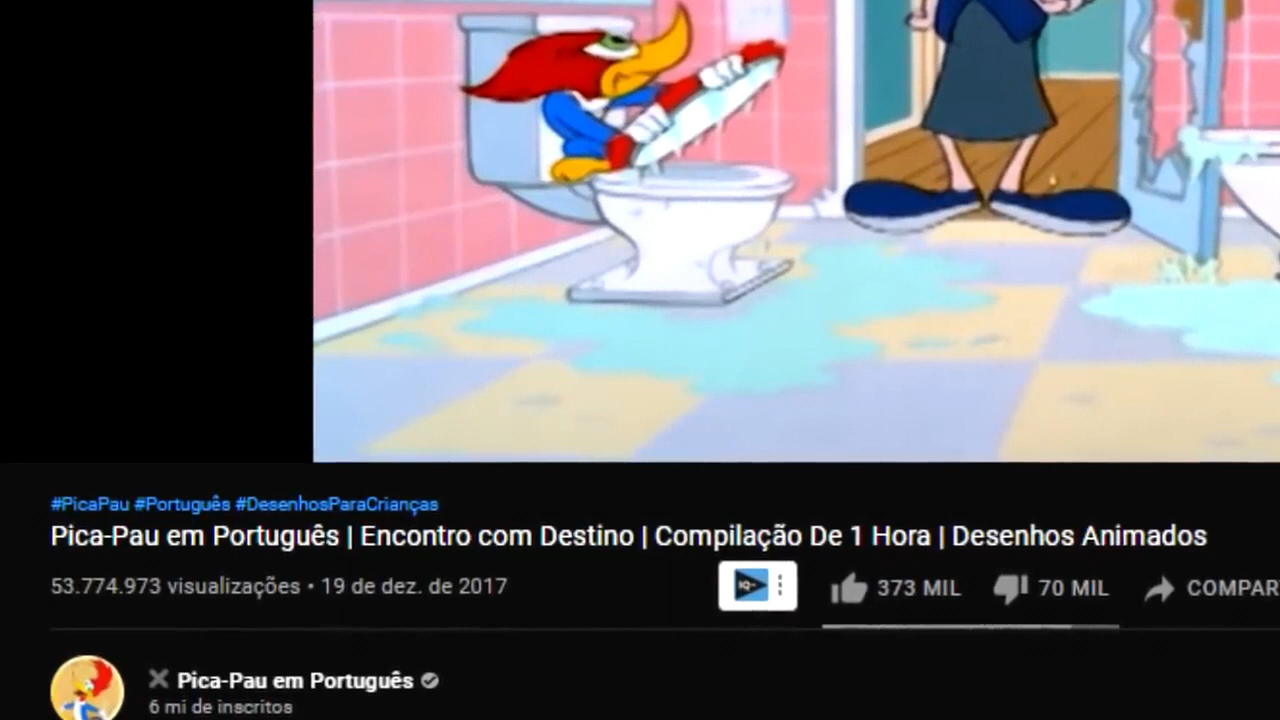 #PicaPau #Português #DesenhosParaCrianças
Pica-Pau em Português | Encontro com Destino | Compilação De 1 Hora | Desenhos Animados
53.774.973 visualizações • 19 de dez. de 2017
IQ
373 MIL
70 MIL
COMPAR
Pica-Pau em Português
6 mi de inscritos